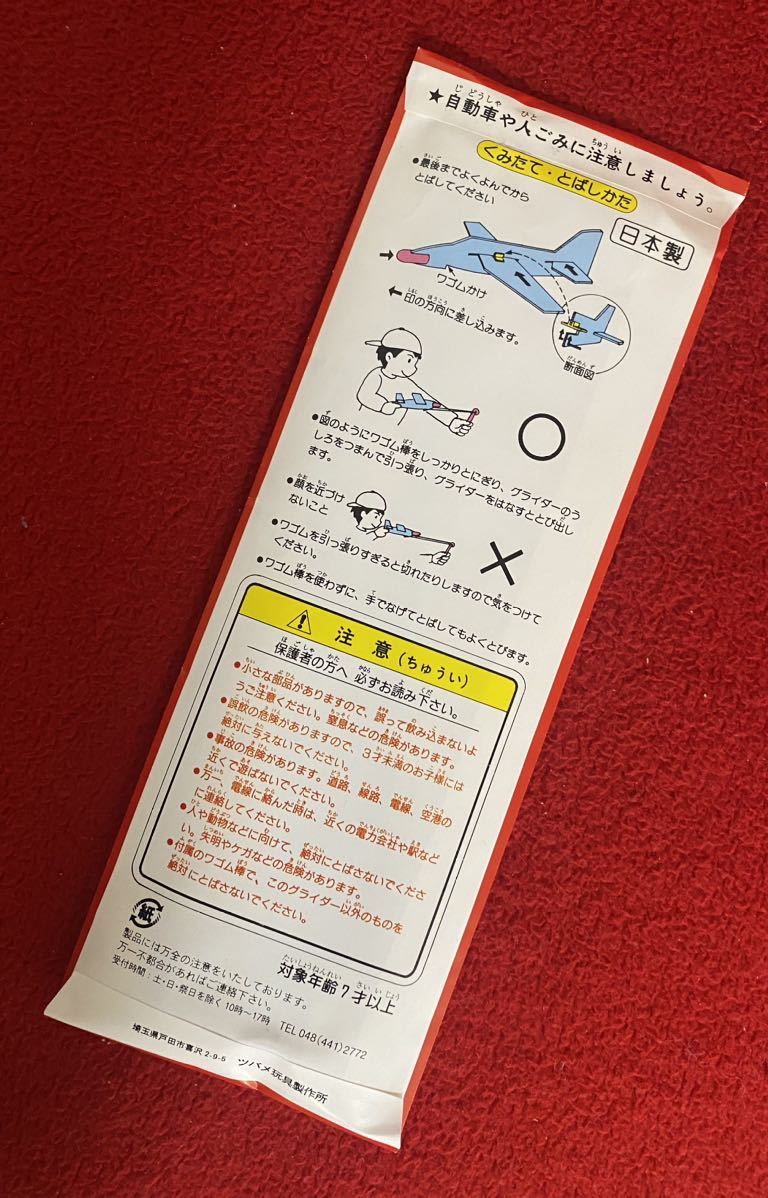 ★自動車や人ごみに注意しましょう。
くみたて・とばしかた
●最後までよくよんでから
とばしてください
日本製
ワゴムかけ
←印の方向に差し込みます。
断面図
●図のようにワゴム棒をしっかりとにぎり、グライダーのう
しろをつまんで引っ張り、グライダーをはなすととび出し
ます。
●顔を近づけ
ないこと
●ワゴムを引っ張りすぎると切れたりしますので気をつけて
ください。
●ワゴム棒を使わずに、手でなげてとばしてもよくとびます。
注意(ちゅうい)
保護者の方へ 必ずお読み下さい。
●小さな部品がありますので、誤って飲み込まないよ
うご注意ください。窒息などの危険があります。
●誤飲の危険がありますので、3才未満のお子様には
絶対に与えないでください。
●事故の危険があります。道路、線路、電線、空港の
近くで遊ばないでください。
●万一、電線に絡んだ時は、近くの電力会社や駅など
に連絡してください。
●人や動物などに向けて、絶対にとばさないでくださ
い。失明やケガなどの危険があります。
●付属のワゴム棒で、このグライダー以外のものを
絶対にとばさないでください。
紙
対象年齢7才以上
製品には万全の注意をいたしております。
万一不都合があればご連絡下さい。
受付時間:土・日・祭日を除く 10時〜17時 TEL 048(441)2772
埼玉県戸田市喜沢2-9-5 ツバメ玩具製作所